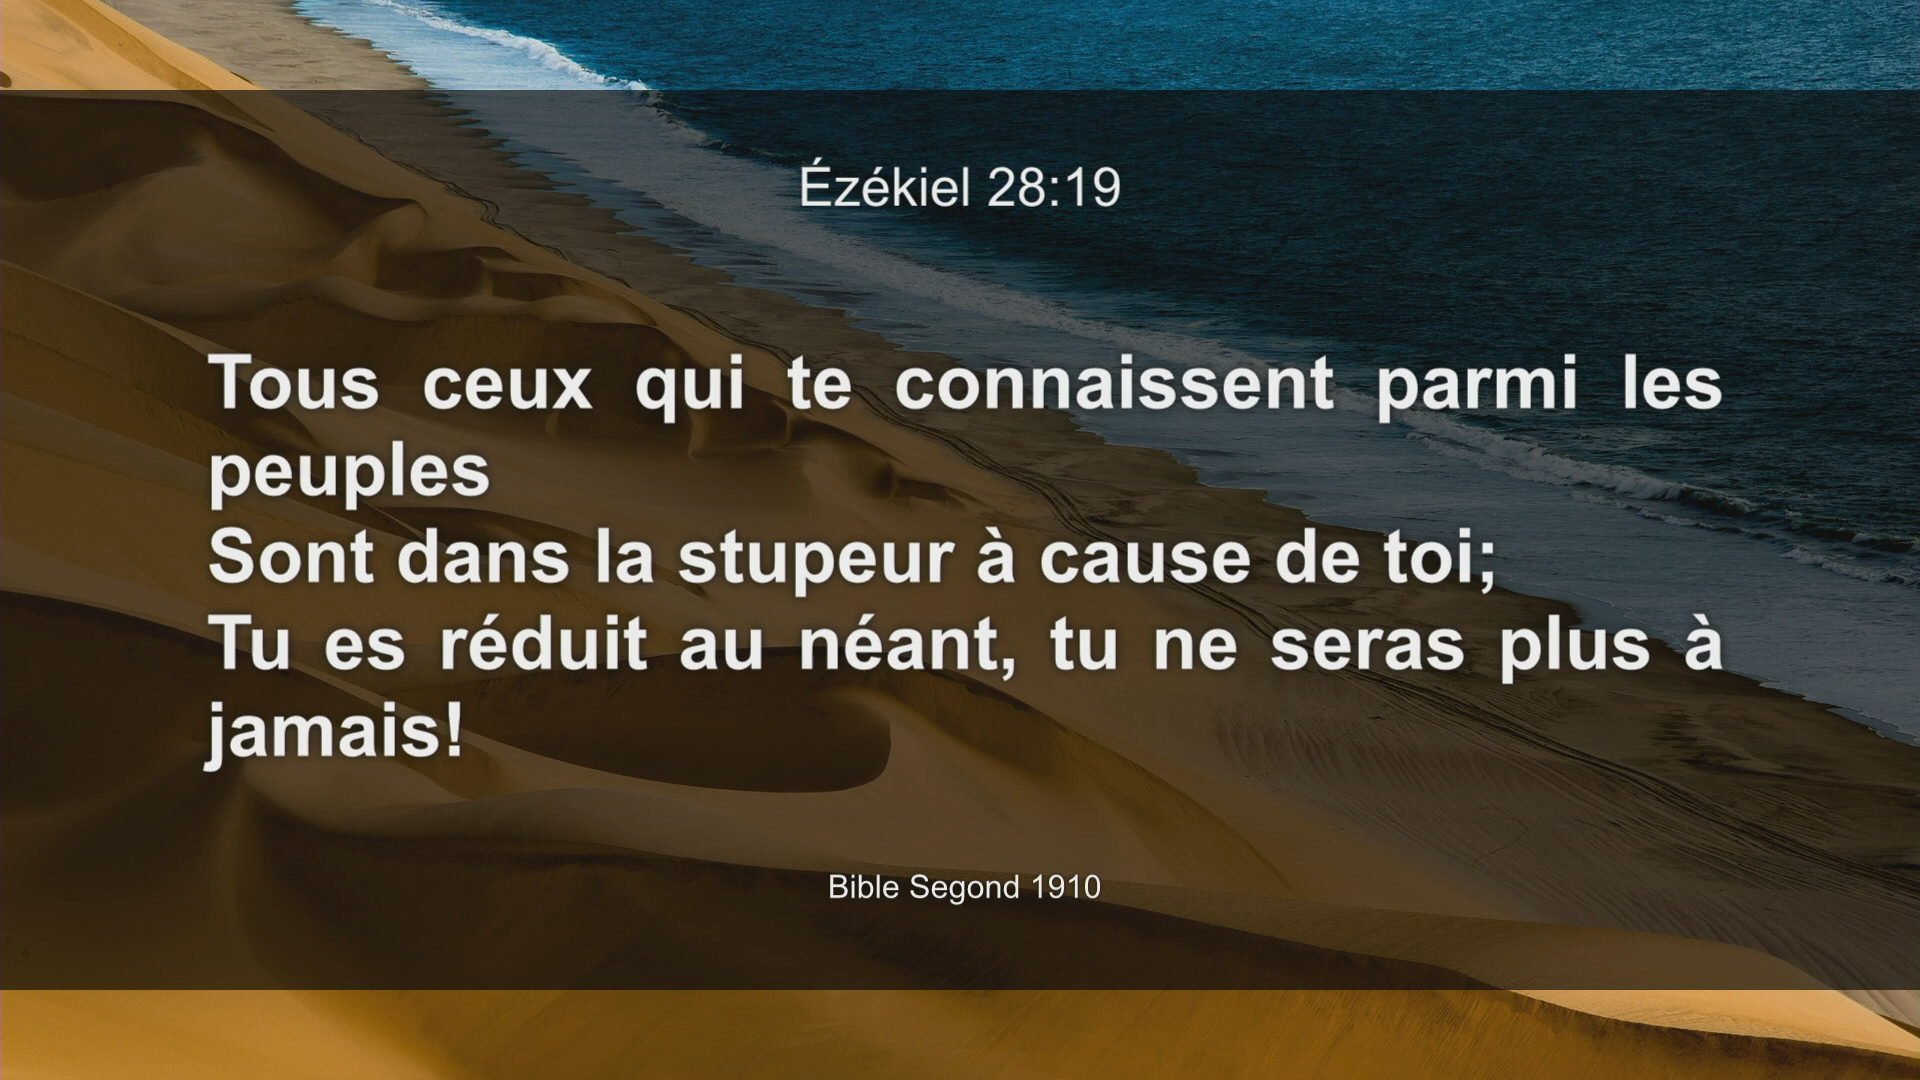 Ézékiel 28:19
Tous ceux qui te connaissent parmi les
peuples
Sont dans la stupeur à cause de toi;
Tu es réduit au néant, tu ne seras plus à
jamais!
Bible Segond 1910